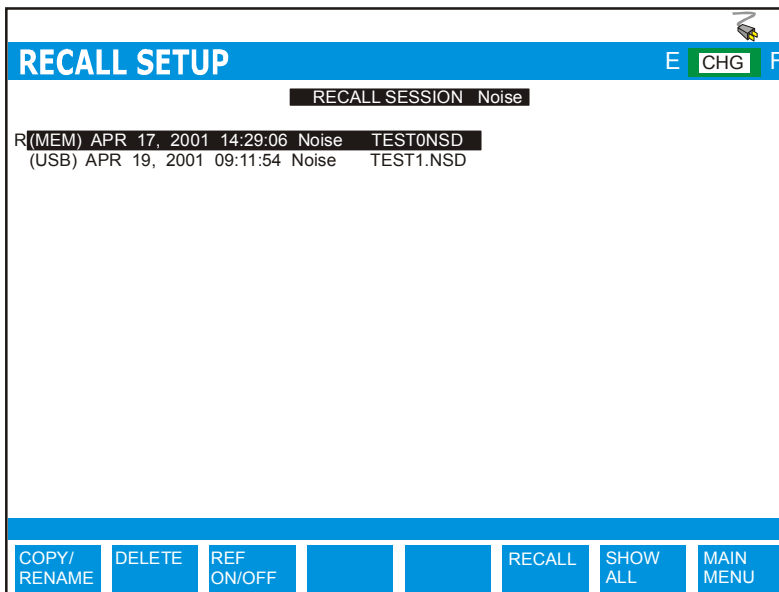 RECALL SETUP E CHG F
RECALL SESSION Noise
R(MEM) APR 17, 2001 14:29:06 Noise TEST0NSD
(USB) APR 19, 2001 09:11:54 Noise TEST1.NSD
COPY/ DELETE REF RECALL SHOW MAIN
RENAME ON/OFF ALL MENU